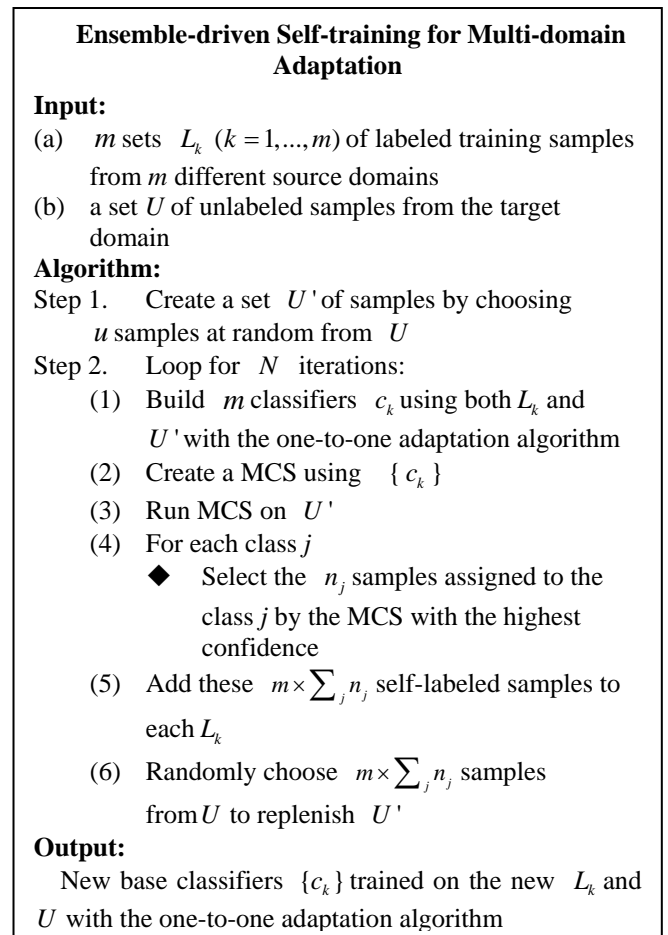 Ensemble-driven Self-training for Multi-domain
Adaptation
Input:
(a) m sets L_k (k = 1,...,m) of labeled training samples
from m different source domains
(b) a set U of unlabeled samples from the target
domain
Algorithm:
Step 1. Create a set U ' of samples by choosing
u samples at random from U
Step 2. Loop for N iterations:
(1) Build m classifiers c_k using both L_k and
U ' with the one-to-one adaptation algorithm
(2) Create a MCS using { c_k }
(3) Run MCS on U '
(4) For each class j
◆ Select the n_j samples assigned to the
class j by the MCS with the highest
confidence
(5) Add these m × ∑_j n_j self-labeled samples to
each L_k
(6) Randomly choose m × ∑_j n_j samples
from U to replenish U '
Output:
New base classifiers {c_k} trained on the new L_k and
U with the one-to-one adaptation algorithm